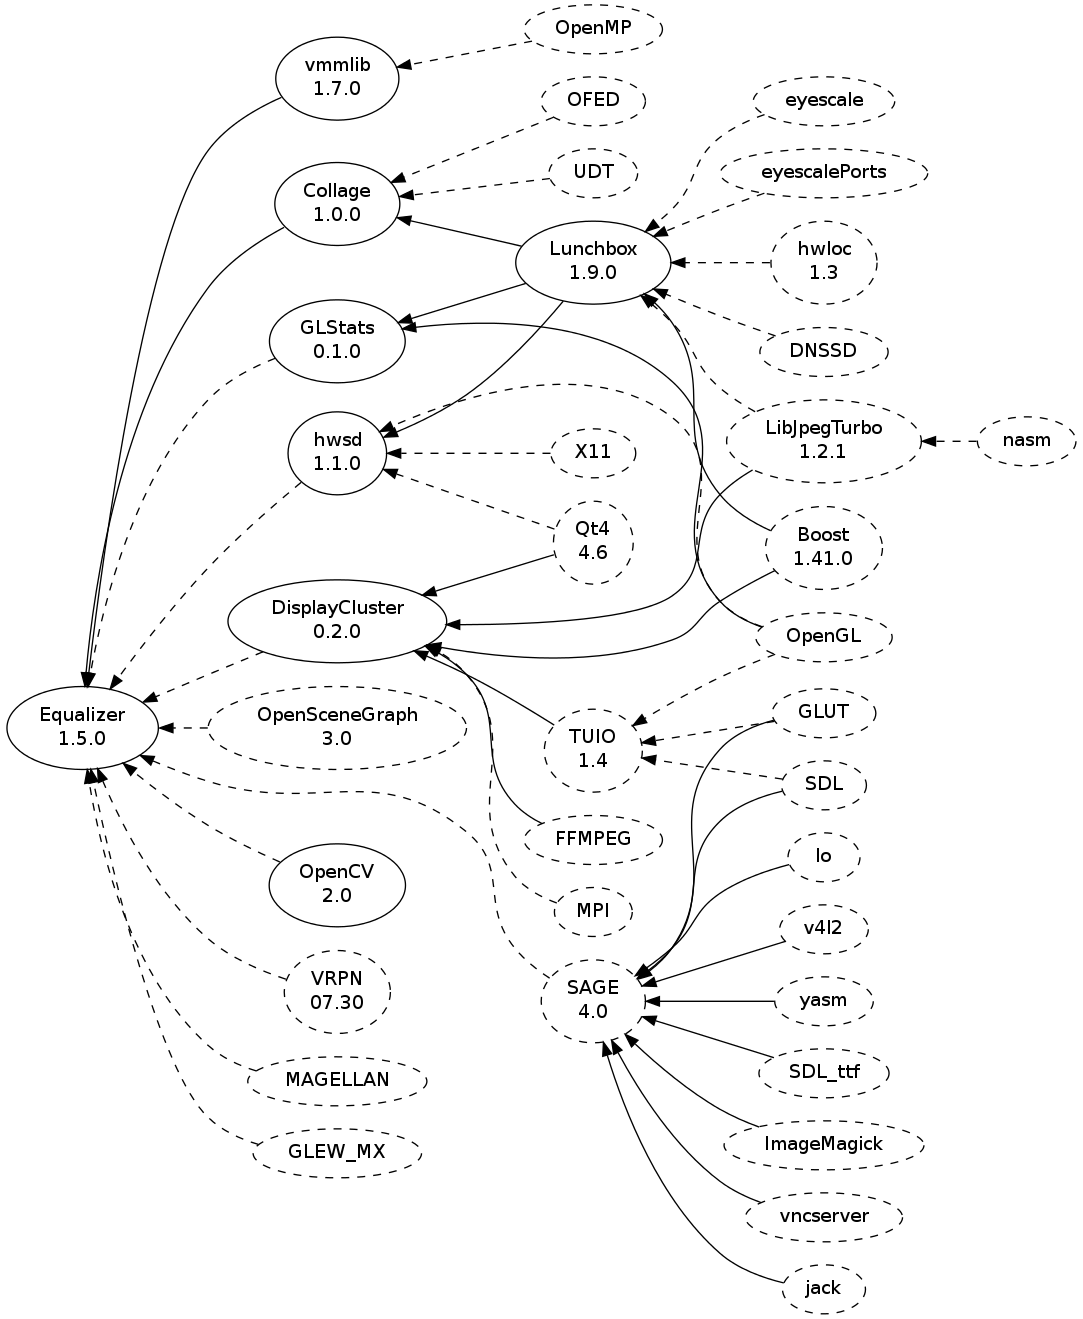 OpenMP
vmmlib
1.7.0
OFED
eyescale
UDT
eyescalePorts
Collage
1.0.0
Lunchbox
1.9.0
hwloc
1.3
GLStats
0.1.0
DNSSD
hwsd
1.1.0
X11
LibJpegTurbo
1.2.1
nasm
Qt4
4.6
Boost
1.41.0
DisplayCluster
0.2.0
OpenGL
Equalizer
1.5.0
OpenSceneGraph
3.0
TUIO
1.4
GLUT
SDL
FFMPEG
lo
OpenCV
2.0
MPI
v4l2
VRPN
07.30
SAGE
4.0
yasm
MAGELLAN
SDL_ttf
GLEW_MX
ImageMagick
vncserver
jack